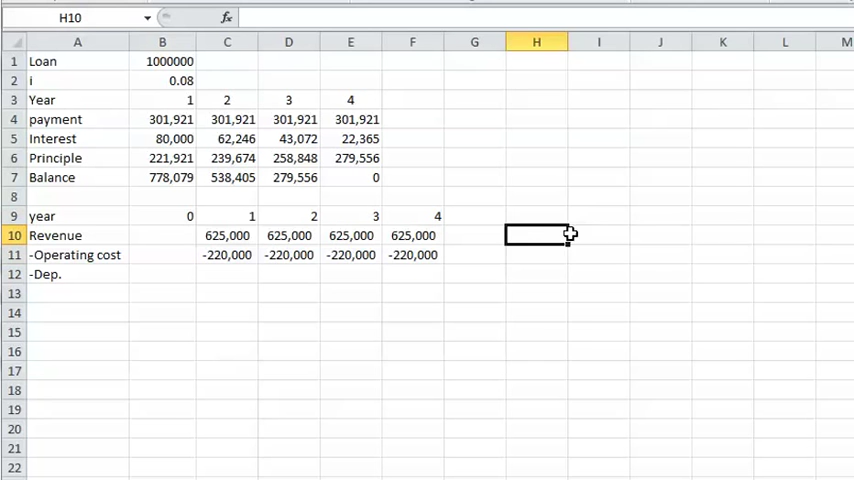 H10 fx
A B C D E F G H I J K L M
1 Loan 1000000
2 i 0.08
3 Year 1 2 3 4
4 payment 301,921 301,921 301,921 301,921
5 Interest 80,000 62,246 43,072 22,365
6 Principle 221,921 239,674 258,848 279,556
7 Balance 778,079 538,405 279,556 0
8
9 year 0 1 2 3 4
10 Revenue 625,000 625,000 625,000 625,000
11 -Operating cost -220,000 -220,000 -220,000 -220,000
12 -Dep.
13
14
15
16
17
18
19
20
21
22